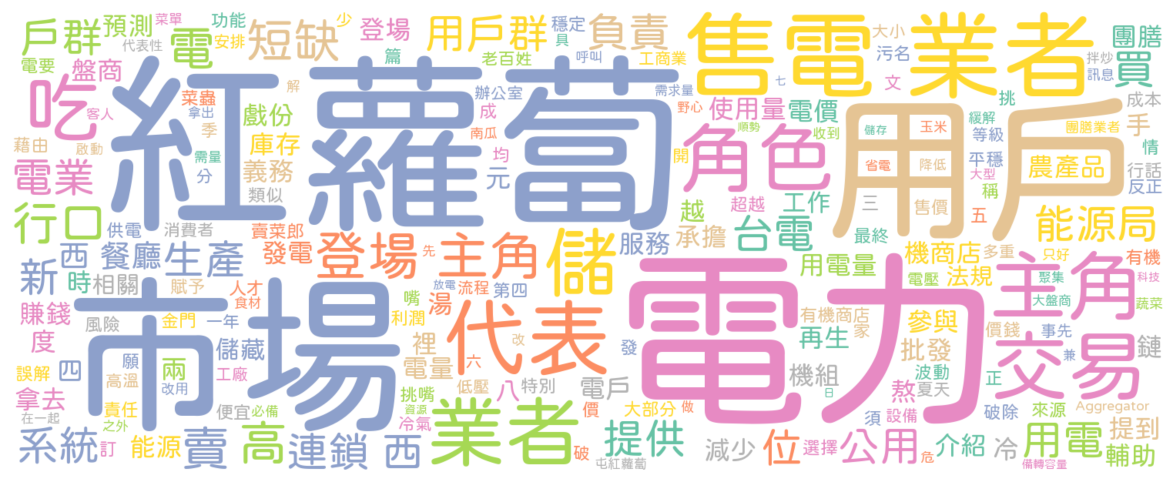 戶群 預測 菜單 功能 少 登場 用戶群 穩定 負責 售電業者 大小 團膳
代表性 電 安排 短缺 篇 具 污名 拌炒 買
電要 盤商 老百姓 呼叫 工商業 訊息
吃 紅蘿蔔 菜蟲 解 辦公室 需求量 七 文
客人 拿出 戲份 成 野心 使用量 電價 用戶 挑 緩解 成本
藉由 季 庫存 南瓜 順勢 收到 儲存 玉米 等級 團膳業者 手
啟動 需量 義務 均 開 角色 平穩 情
電業 分 類似 元 省電 降低 大型 農產品 行話
超越 稱 反正
行口 供電 消費者 越 工作 三 售價 五 能源局
賣菜郎 儲 服務 承擔 台電 最終
西 餐廳 生產 發電 登場 先 主角 機商店 多重 只好 有機
新 時 相關 賦予 人才 放電 用電量 電壓 法規 主角 聚集 科技
食材 嘴 湯 流程 第四 大盤商
賺錢 風險 金門 一年 市場 利潤 代表 有機商店 家 參與 價錢 事先 蔬菜
度 儲藏 裡 改 發 電力 再生 交易 兼 鏈
誤解 四 願 兩 工廠 電量 六 批發 波動
高溫 改用 挑嘴 低壓 八 特別 電戶 機組 熬 夏天 正
拿去 責任 便宜 必備 資源 價 大部分 做 日 須 設備 破除 來源 Aggregator
在一起 之外 冷氣 業者 提供 提到
系統 訂 能源 賣 高 連鎖 西 破 減少 位 選擇 公用 危 介紹 冷 用電 輔助
屯紅蘿蔔 備轉容量